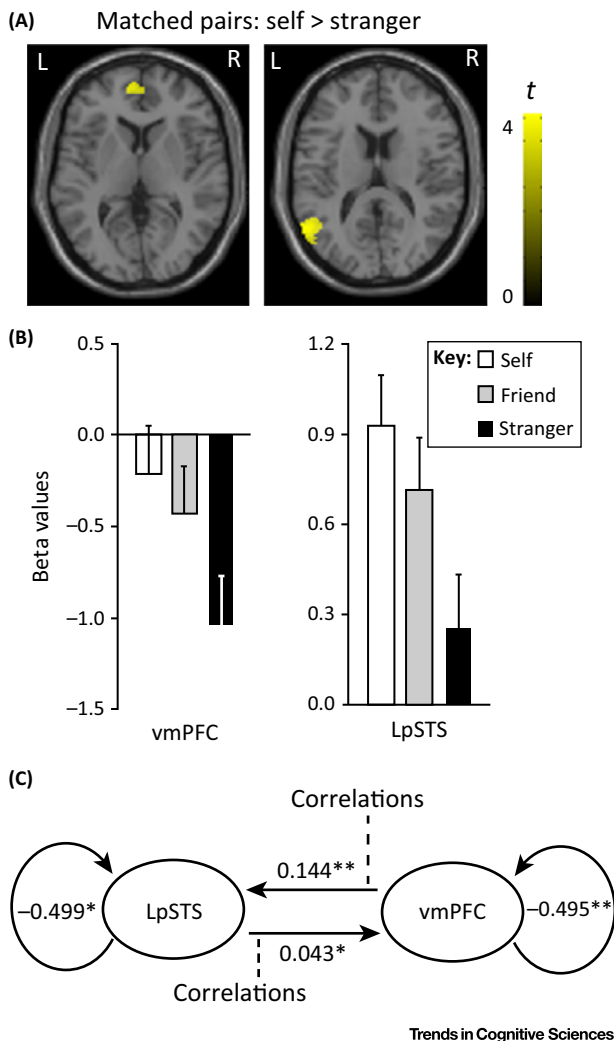 (A)
Matched pairs: self > stranger
L
R
L
R
t
4
0
(B)
0.5
0.0
−0.5
−1.0
−1.5
Beta values
vmPFC
1.2
0.9
0.6
0.3
0.0
LpSTS
Key: Self
Friend
Stranger
(C)
Correlations
0.144**
−0.499*
LpSTS
vmPFC
−0.495**
0.043*
Correlations
Trends in Cognitive Sciences